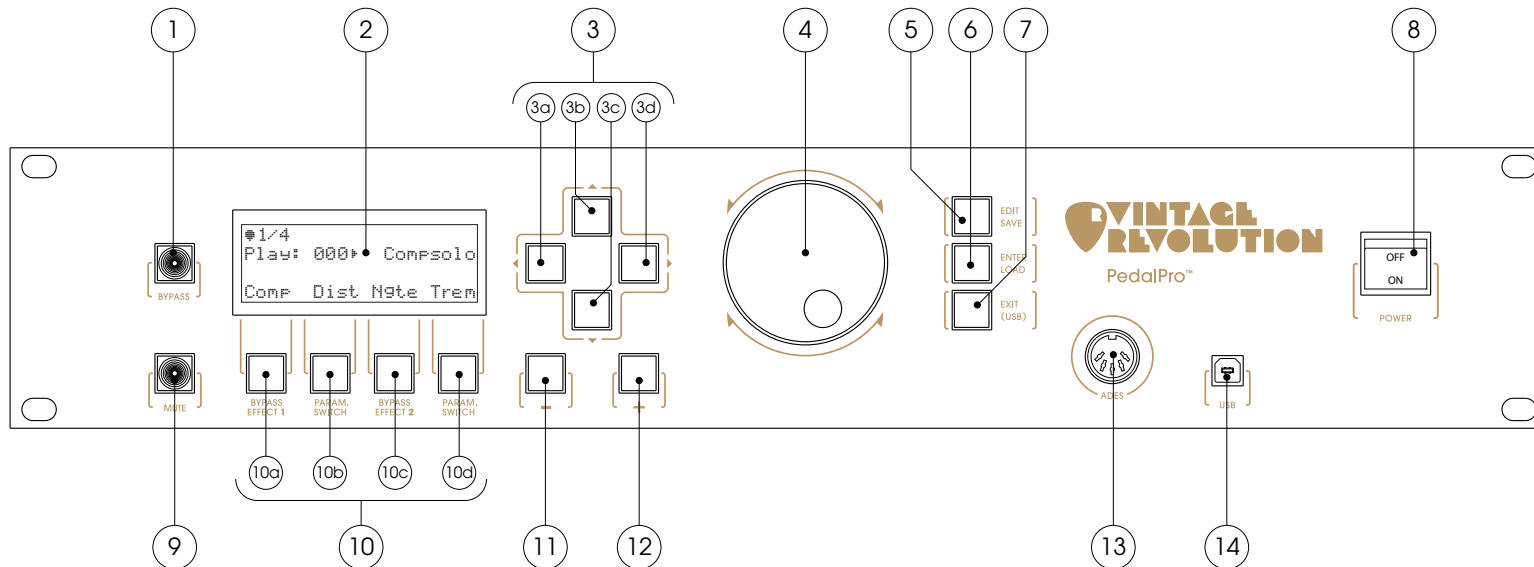 1 2 3 4 5 6 7 8
3a 3b 3c 3d
1/4
Play: 000 Compsolo
Comp Dist Ngte Trem
BYPASS
MUTE
BYPASS
EFFECT 1
PARAM.
SWITCH
BYPASS
EFFECT 2
PARAM.
SWITCH
-
+
EDIT
SAVE
ENTER
LOAD
EXIT
(USB)
VINTAGE
REVOLUTION
PedalPro™
OFF
ON
POWER
ADES
USB
10a 10b 10c 10d
9 10 11 12 13 14